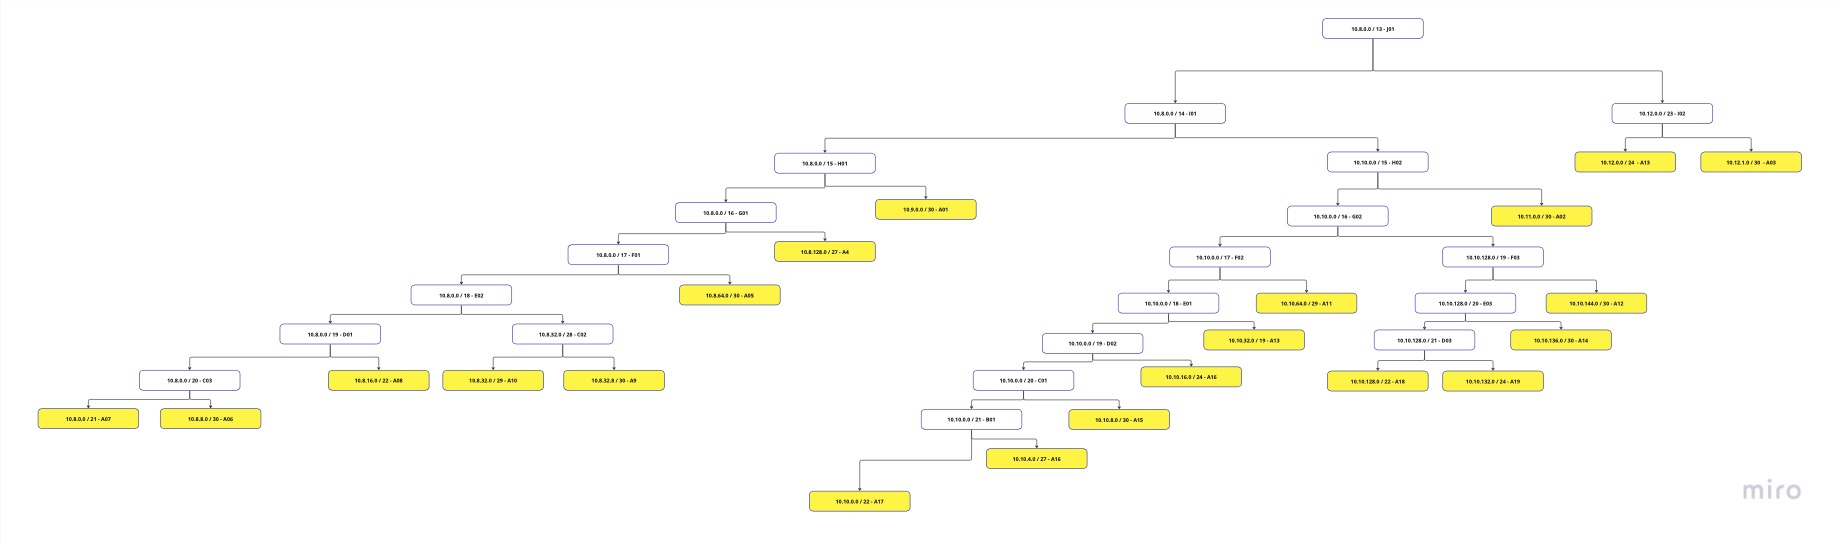 10.8.0.0 / 13 - J01
10.8.0.0 / 14 - I01
10.12.0.0 / 23 - I02
10.8.0.0 / 15 - H01
10.10.0.0 / 15 - H02
10.12.0.0 / 24  - A13
10.12.1.0 / 30  - A03
10.8.0.0 / 16 - G01
10.9.0.0 / 30 - A01
10.10.0.0 / 16 - G02
10.11.0.0 / 30 - A02
10.8.0.0 / 17 - F01
10.8.128.0 / 27 - A4
10.10.0.0 / 17 - F02
10.10.128.0 / 19 - F03
10.8.0.0 / 18 - E02
10.8.64.0 / 30 - A05
10.10.0.0 / 18 - E01
10.10.64.0 / 29 - A11
10.10.128.0 / 20 - E03
10.10.144.0 / 30 - A12
10.8.0.0 / 19 - D01
10.8.32.0 / 28 - C02
10.10.0.0 / 19 - D02
10.10.32.0 / 19 - A13
10.10.128.0 / 21 - D03
10.10.136.0 / 30 - A14
10.8.0.0 / 20 - C03
10.8.16.0 / 22 - A08
10.8.32.0 / 29 - A10
10.8.32.8 / 30 - A9
10.10.0.0 / 20 - C01
10.10.16.0 / 24 - A16
10.10.128.0 / 22 - A18
10.10.132.0 / 24 - A19
10.8.0.0 / 21 - A07
10.8.8.0 / 30 - A06
10.10.0.0 / 21 - B01
10.10.8.0 / 30 - A15
10.10.4.0 / 27 - A16
10.10.0.0 / 22 - A17
miro